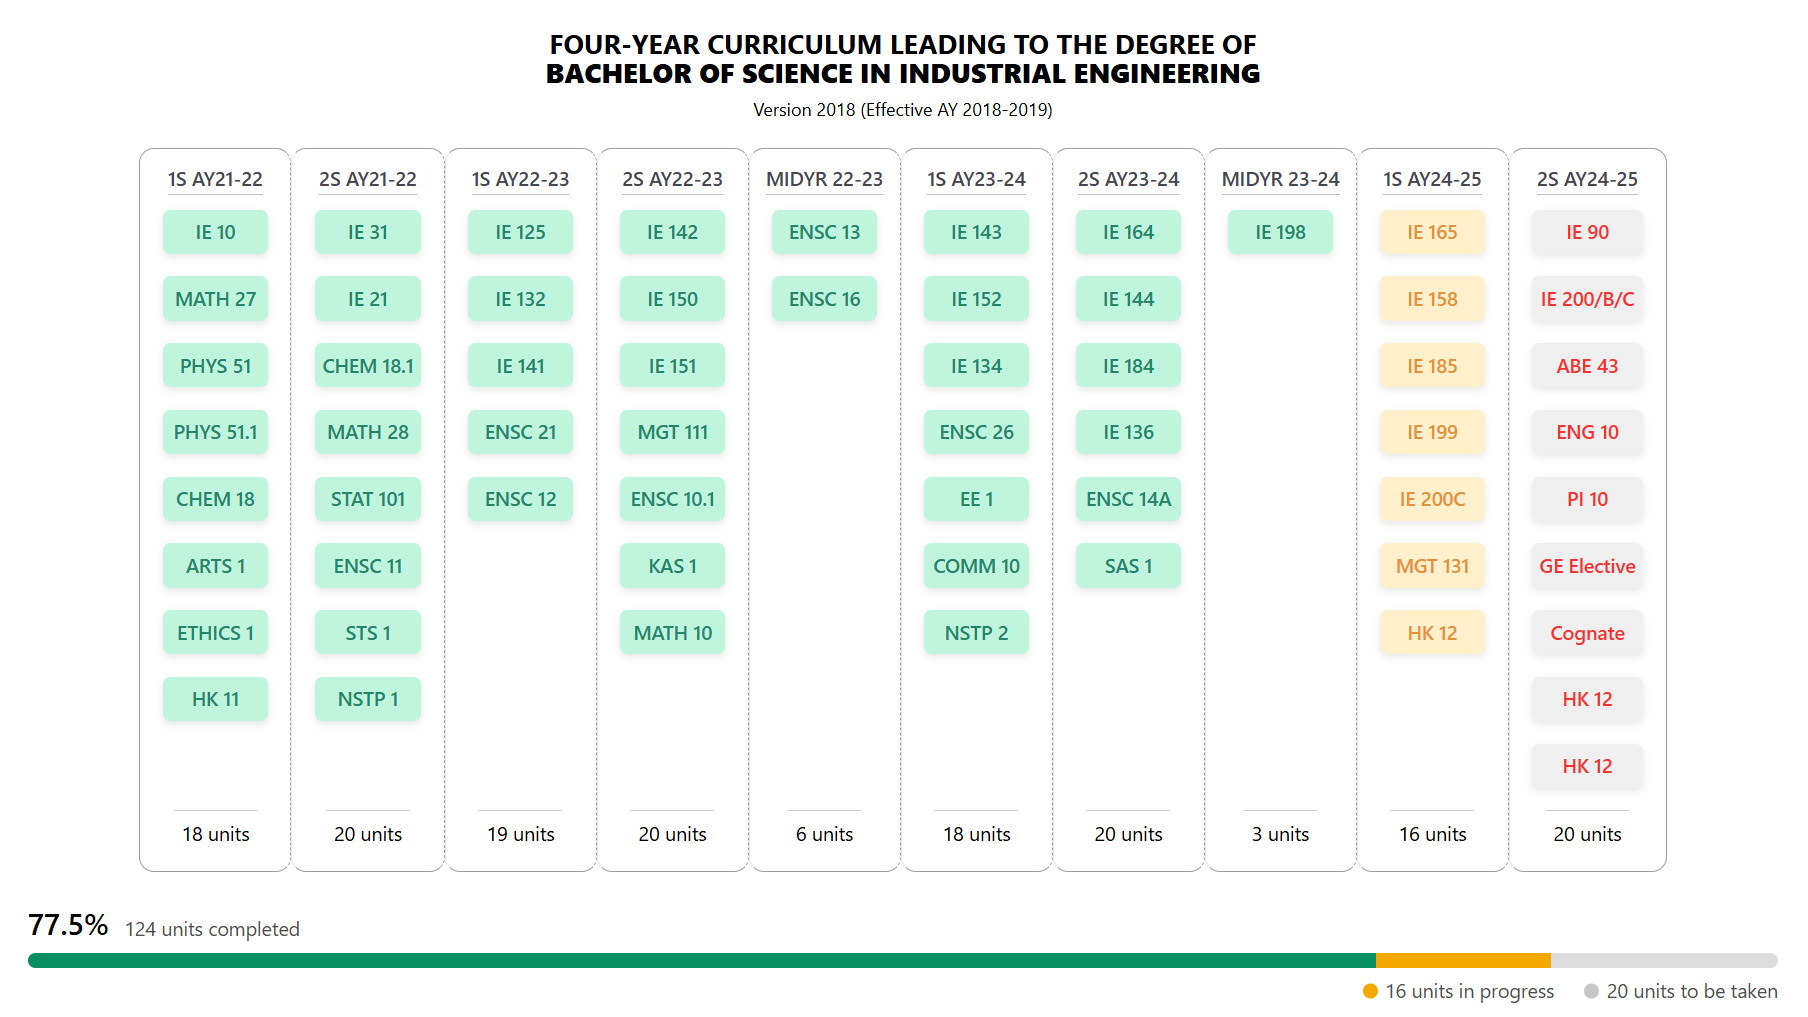 FOUR-YEAR CURRICULUM LEADING TO THE DEGREE OF
BACHELOR OF SCIENCE IN INDUSTRIAL ENGINEERING
Version 2018 (Effective AY 2018-2019)
1S AY21-22
IE 10
MATH 27
PHYS 51
PHYS 51.1
CHEM 18
ARTS 1
ETHICS 1
HK 11
18 units
2S AY21-22
IE 31
IE 21
CHEM 18.1
MATH 28
STAT 101
ENSC 11
STS 1
NSTP 1
20 units
1S AY22-23
IE 125
IE 132
IE 141
ENSC 21
ENSC 12
19 units
2S AY22-23
IE 142
IE 150
IE 151
MGT 111
ENSC 10.1
KAS 1
MATH 10
20 units
MIDYR 22-23
ENSC 13
ENSC 16
6 units
1S AY23-24
IE 143
IE 152
IE 134
ENSC 26
EE 1
COMM 10
NSTP 2
18 units
2S AY23-24
IE 164
IE 144
IE 184
IE 136
ENSC 14A
SAS 1
20 units
MIDYR 23-24
IE 198
3 units
1S AY24-25
IE 165
IE 158
IE 185
IE 199
IE 200C
MGT 131
HK 12
16 units
2S AY24-25
IE 90
IE 200/B/C
ABE 43
ENG 10
PI 10
GE Elective
Cognate
HK 12
HK 12
20 units
77.5% 124 units completed
16 units in progress 20 units to be taken